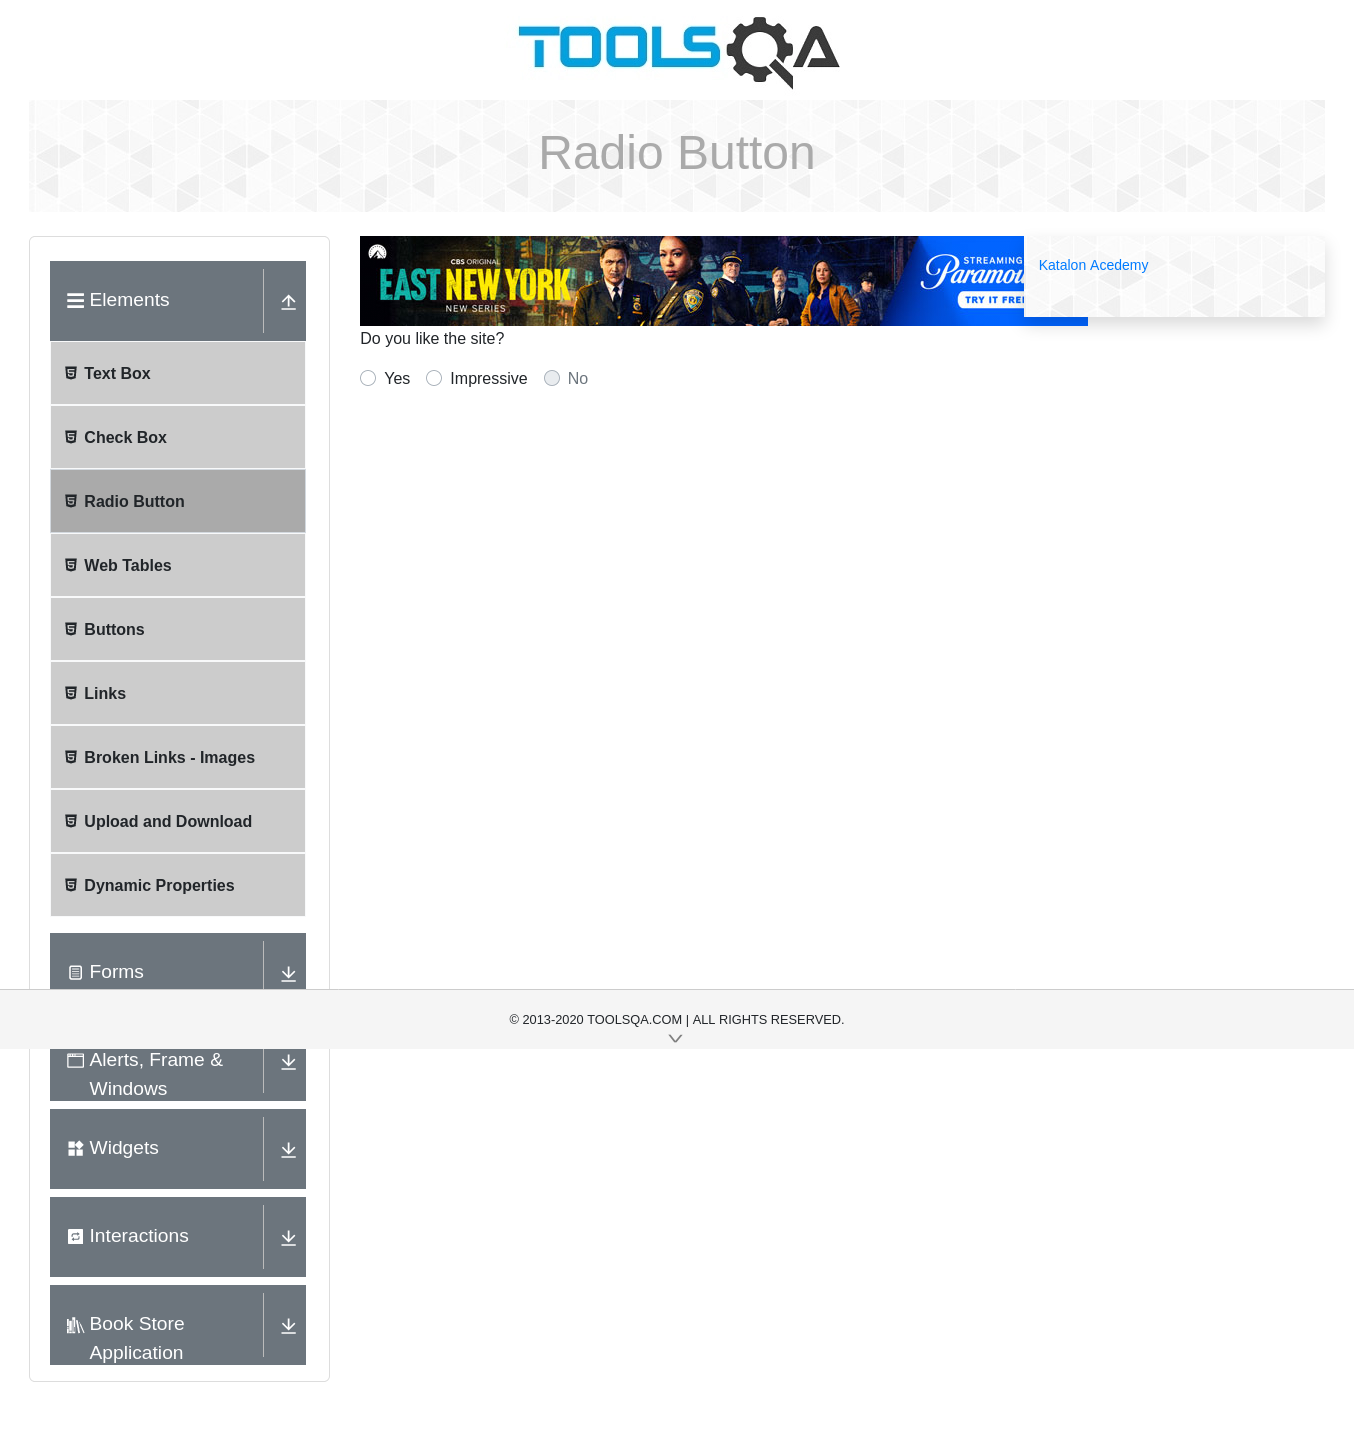 TOOLSQA
Radio Button
Elements
Text Box
Check Box
Radio Button
Web Tables
Buttons
Links
Broken Links - Images
Upload and Download
Dynamic Properties
Forms
Alerts, Frame &
Windows
Widgets
Interactions
Book Store
Application
CBS ORIGINAL
EAST NEW YORK
NEW SERIES
STREAMING
TRY IT
Katalon Acedemy
Do you like the site?
Yes Impressive No
© 2013-2020 TOOLSQA.COM | ALL RIGHTS RESERVED.